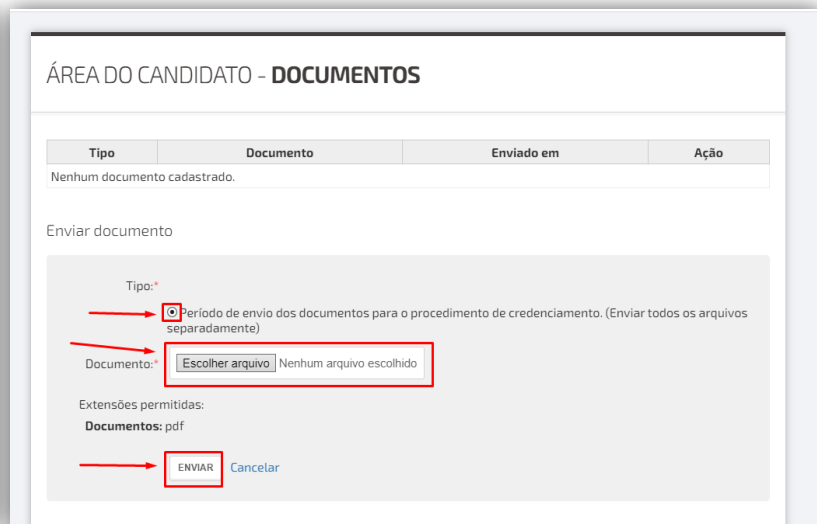 ÁREA DO CANDIDATO - DOCUMENTOS
Tipo Documento Enviado em Ação
Nenhum documento cadastrado.
Enviar documento
Tipo:*
Período de envio dos documentos para o procedimento de credenciamento. (Enviar todos os arquivos
separadamente)
Documento:* Escolher arquivo Nenhum arquivo escolhido
Extensões permitidas:
Documentos: pdf
ENVIAR Cancelar